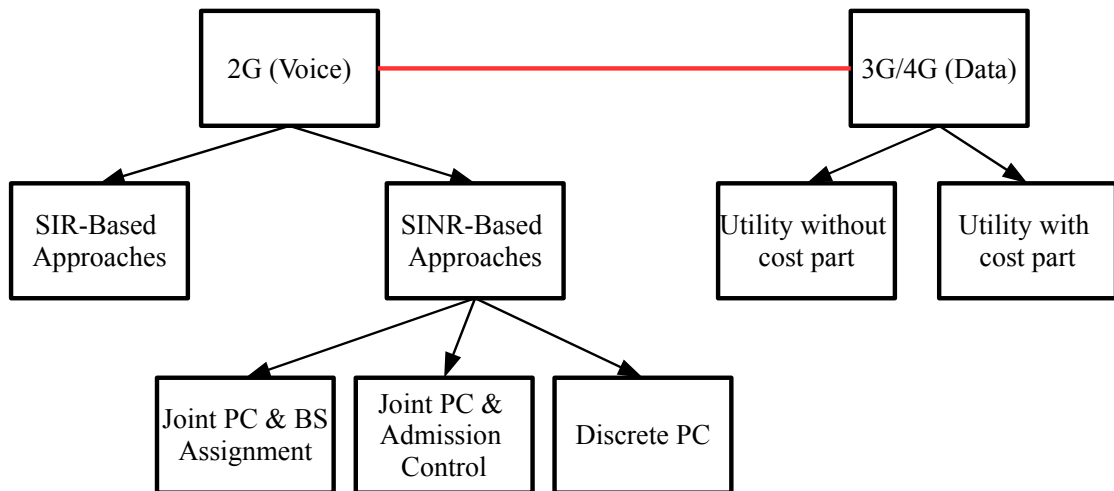 2G (Voice)
3G/4G (Data)
SIR-Based
Approaches
SINR-Based
Approaches
Utility without
cost part
Utility with
cost part
Joint PC & BS
Assignment
Joint PC &
Admission
Control
Discrete PC